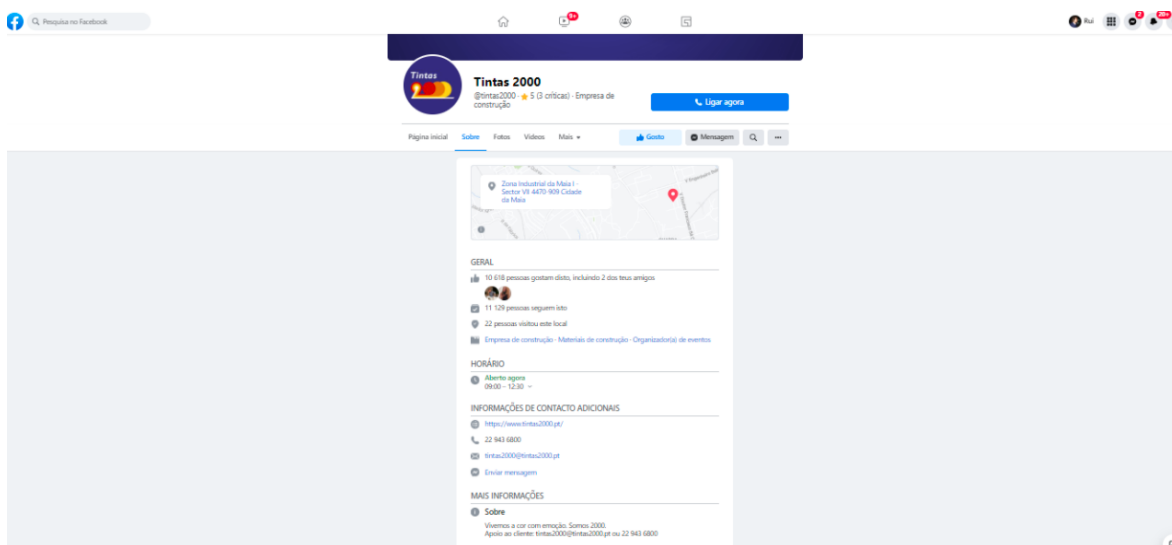 Pesquisa no Facebook
9+
Rui
2
20+
Tintas
2000
Tintas 2000
@tintas2000 · 5 (3 críticas) · Empresa de
construção
Ligar agora
Página inicial Sobre Fotos Vídeos Mais
Gosto Mensagem
Zona Industrial da Maia I -
Sector VII 4470-909 Cidade
da Maia
GERAL
10 618 pessoas gostam disto, incluindo 2 dos teus amigos
11 129 pessoas seguem isto
22 pessoas visitou este local
Empresa de construção · Materiais de construção · Organizador(a) de eventos
HORÁRIO
Aberto agora
09:00 – 12:30
INFORMAÇÕES DE CONTACTO ADICIONAIS
https://www.tintas2000.pt/
22 943 6800
tintas2000@tintas2000.pt
Enviar mensagem
MAIS INFORMAÇÕES
Sobre
Vivemos a cor com emoção. Somos 2000.
Apoio ao cliente: tintas2000@tintas2000.pt ou 22 943 6800